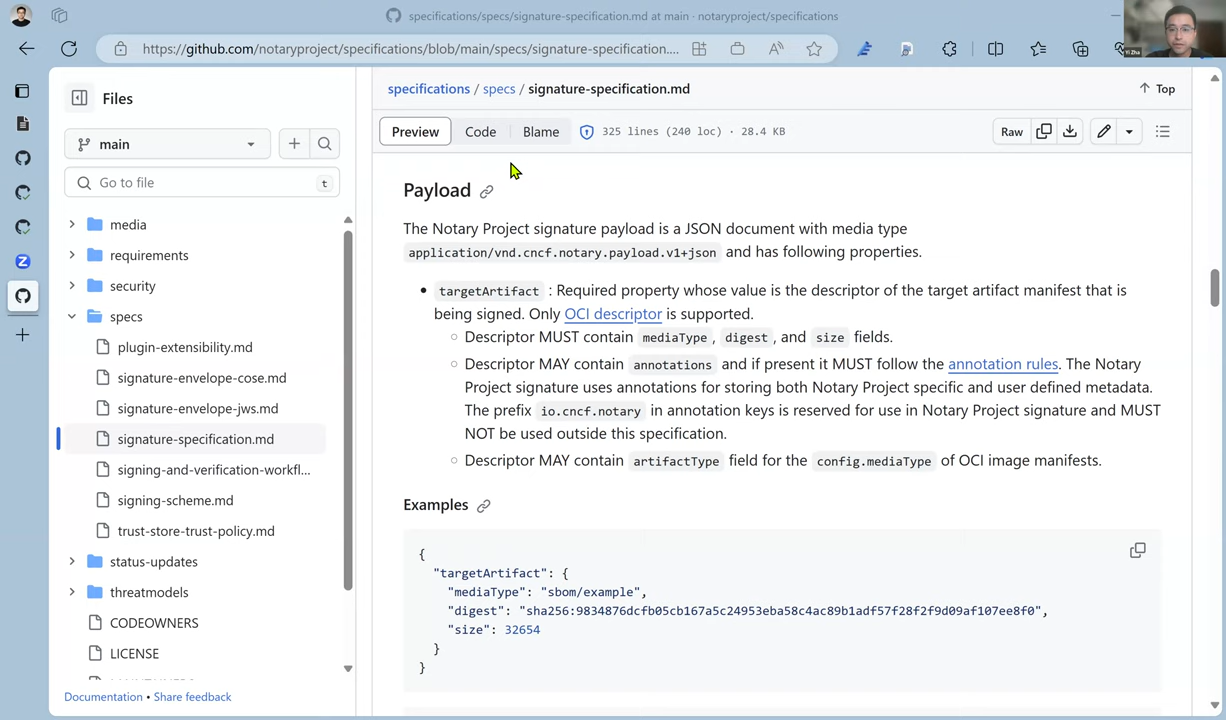 specifications/specs/signature-specification.md at main · notaryproject/specifications
https://github.com/notaryproject/specifications/blob/main/specs/signature-specification....
Yi Zha
Files
main
Go to file
t
media
requirements
security
specs
plugin-extensibility.md
signature-envelope-cose.md
signature-envelope-jws.md
signature-specification.md
signing-and-verification-workfl...
signing-scheme.md
trust-store-trust-policy.md
status-updates
threatmodels
CODEOWNERS
LICENSE
Documentation • Share feedback
specifications / specs / signature-specification.md
Top
Preview
Code
Blame
325 lines (240 loc) · 28.4 KB
Raw
Payload
The Notary Project signature payload is a JSON document with media type
application/vnd.cncf.notary.payload.v1+json and has following properties.
targetArtifact : Required property whose value is the descriptor of the target artifact manifest that is
being signed. Only OCI descriptor is supported.
Descriptor MUST contain mediaType, digest, and size fields.
Descriptor MAY contain annotations and if present it MUST follow the annotation rules. The Notary
Project signature uses annotations for storing both Notary Project specific and user defined metadata.
The prefix io.cncf.notary in annotation keys is reserved for use in Notary Project signature and MUST
NOT be used outside this specification.
Descriptor MAY contain artifactType field for the config.mediaType of OCI image manifests.
Examples
{
"targetArtifact": {
"mediaType": "sbom/example",
"digest": "sha256:9834876dcfb05cb167a5c24953eba58c4ac89b1adf57f28f2f9d09af107ee8f0",
"size": 32654
}
}